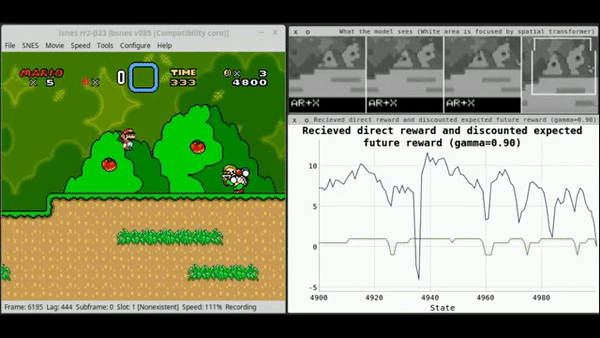 lsnes rr2-β23 [bsnes v085 (Compatibility core)]
File SNES Movie Speed Tools Configure Help
MARIO
X 5
X
0
TIME
333
X 3
4800
Frame: 6195 Lag: 444 Subframe: 0 Slot: 1 [Nonexistent] Speed: 111% Recording
x o What the model sees (White area is focused by spatial transformer)
AR+X AR+X AR+X
x o Recieved direct reward and discounted expected future reward (gamma=0.90)
Recieved direct reward and discounted expected
future reward (gamma=0.90)
10
5
0
-5
4900 4920 4940 4960 4980
State